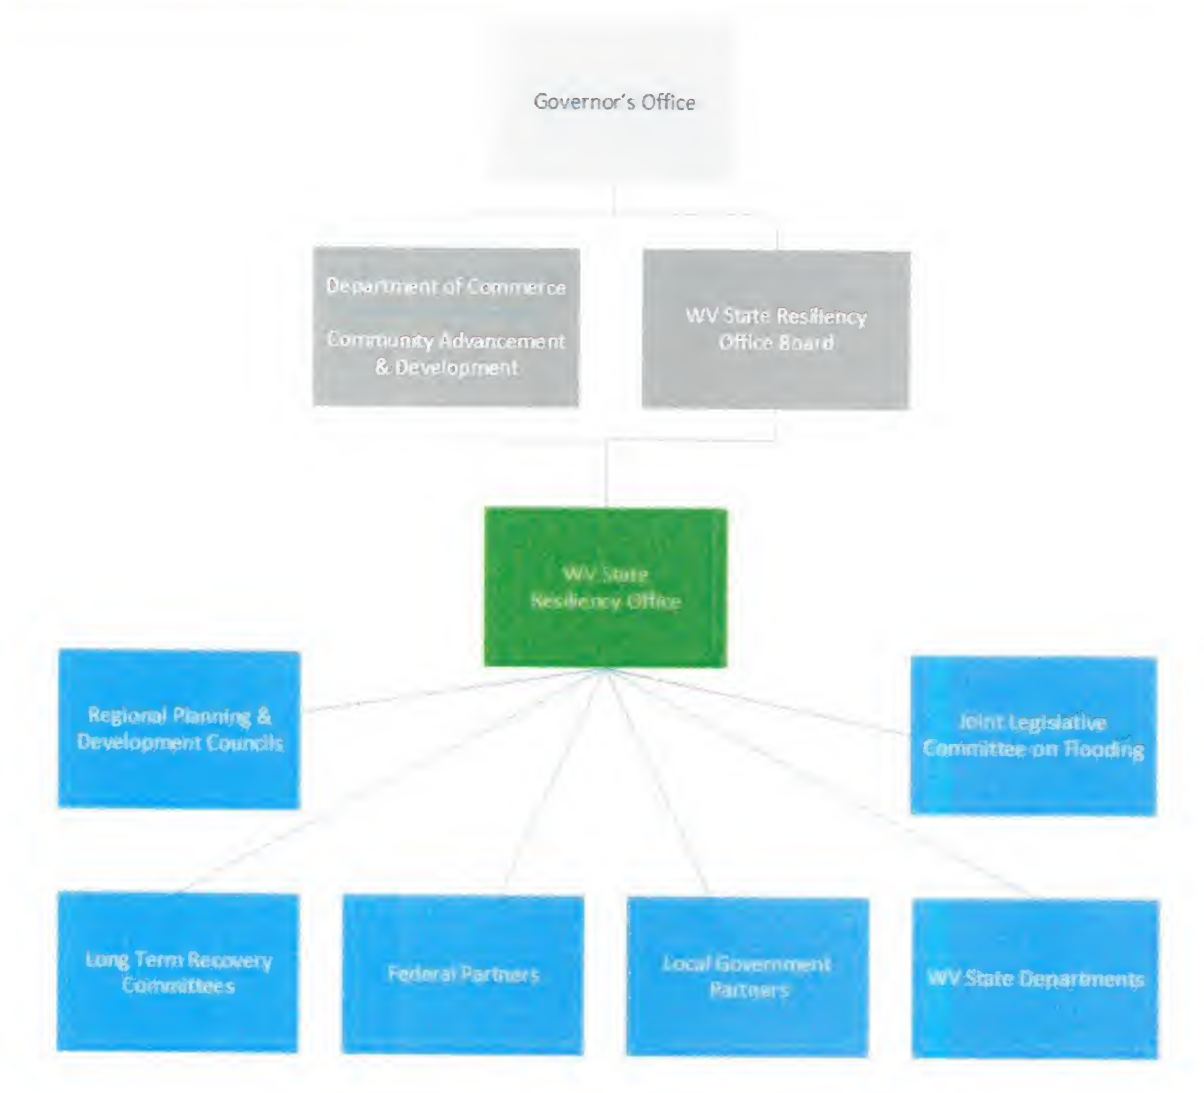 Governor's Office
Department of Commerce
Community Advancement
& Development
WV State Resiliency
Office Board
WV State
Resiliency Office
Regional Planning &
Development Councils
Joint Legislative
Committee on Flooding
Long Term Recovery
Committees
Federal Partners
Local Government
Partners
WV State Departments